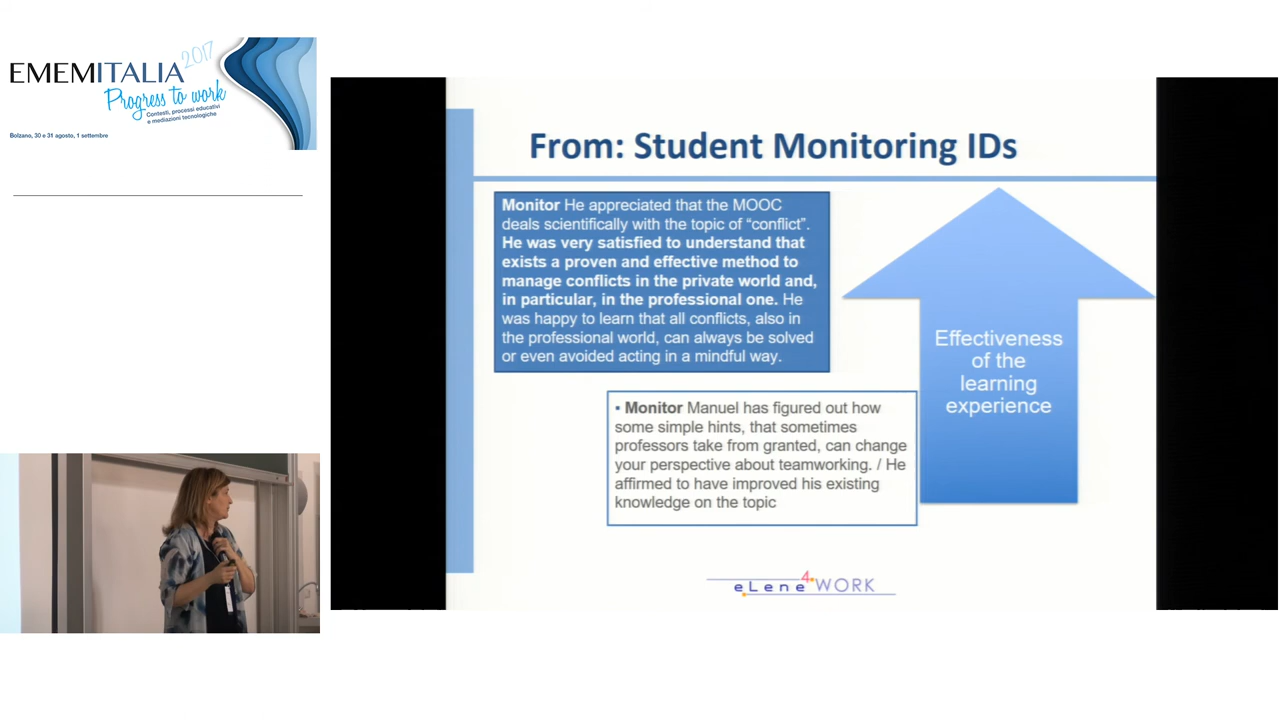 EMEMITALIA 2017
Progress to work
Contesti, processi educativi
e mediazioni tecnologiche
Bolzano, 30 e 31 agosto, 1 settembre
From: Student Monitoring IDs
Monitor He appreciated that the MOOC
deals scientifically with the topic of “conflict”.
He was very satisfied to understand that
exists a proven and effective method to
manage conflicts in the private world and,
in particular, in the professional one. He
was happy to learn that all conflicts, also in
the professional world, can always be solved
or even avoided acting in a mindful way.
• Monitor Manuel has figured out how
some simple hints, that sometimes
professors take from granted, can change
your perspective about teamworking. / He
affirmed to have improved his existing
knowledge on the topic
Effectiveness
of the
learning
experience
eLene4WORK